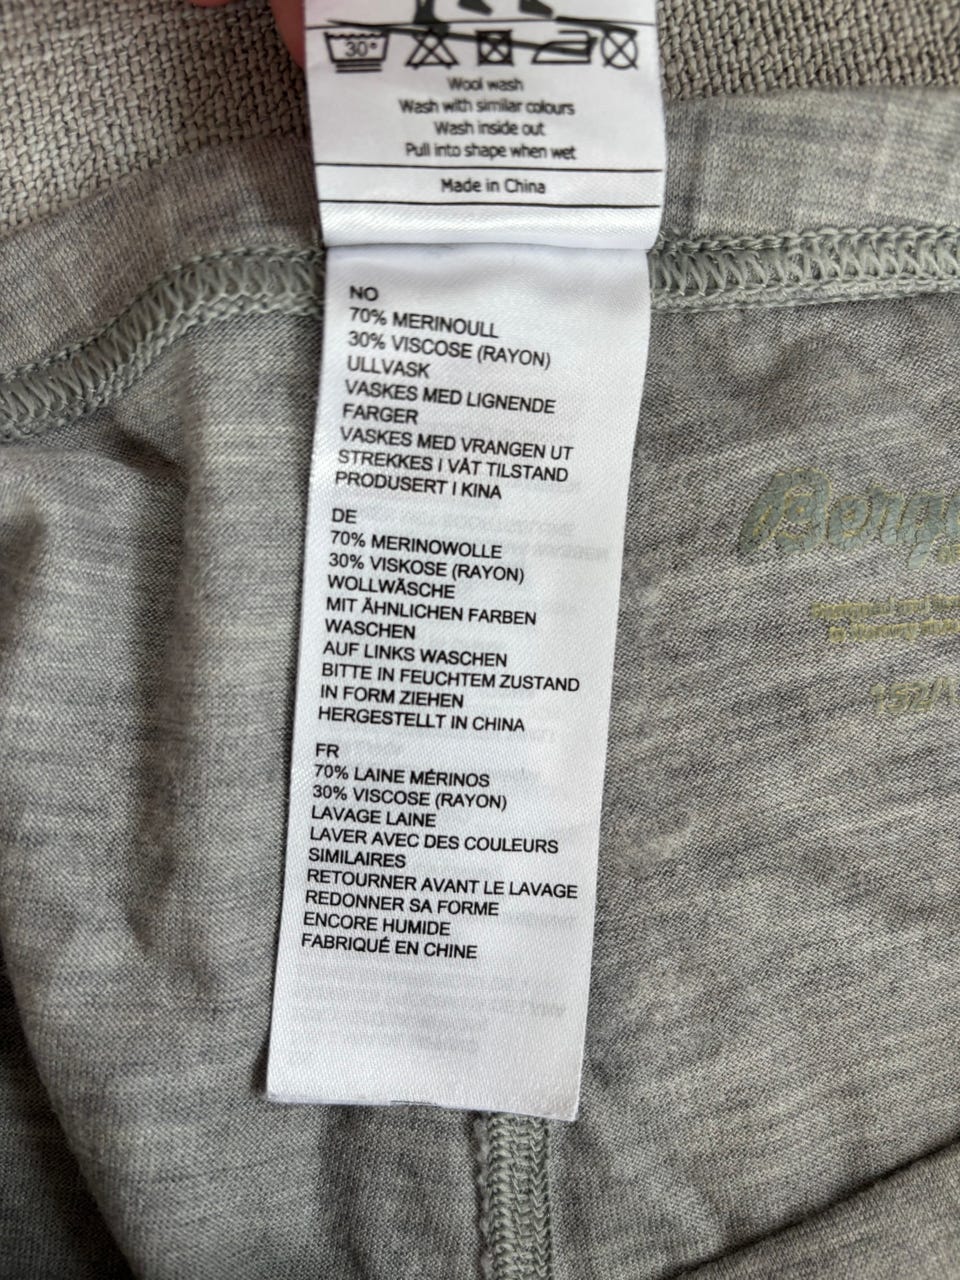 30°
Wool wash
Wash with similar colours
Wash inside out
Pull into shape when wet
Made in China
NO
70% MERINOULL
30% VISCOSE (RAYON)
ULLVASK
VASKES MED LIGNENDE
FARGER
VASKES MED VRANGEN UT
STREKKES I VÅT TILSTAND
PRODUSERT I KINA
DE
70% MERINOWOLLE
30% VISKOSE (RAYON)
WOLLWÄSCHE
MIT ÄHNLICHEN FARBEN
WASCHEN
AUF LINKS WASCHEN
BITTE IN FEUCHTEM ZUSTAND
IN FORM ZIEHEN
HERGESTELLT IN CHINA
FR
70% LAINE MÉRINOS
30% VISCOSE (RAYON)
LAVAGE LAINE
LAVER AVEC DES COULEURS
SIMILAIRES
RETOURNER AVANT LE LAVAGE
REDONNER SA FORME
ENCORE HUMIDE
FABRIQUÉ EN CHINE